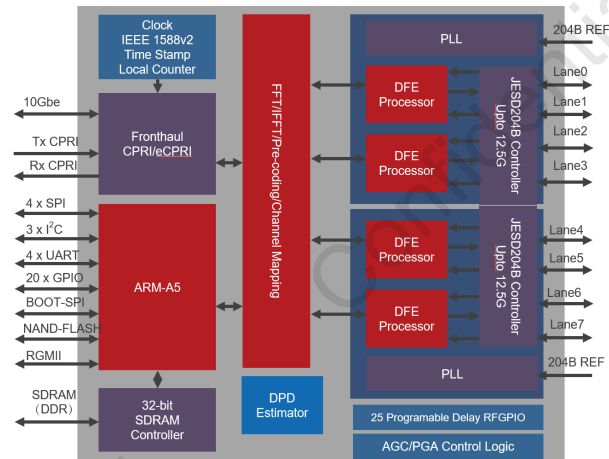 Clock
IEEE 1588v2
Time Stamp
Local Counter
10Gbe
Tx CPRI
Rx CPRI
Fronthaul
CPRI/eCPRI
4 x SPI
3 x I²C
4 x UART
20 x GPIO
BOOT-SPI
NAND-FLASH
RGMII
ARM-A5
SDRAM
(DDR)
32-bit
SDRAM
Controller
FFT/IFFT/Pre-coding/Channel Mapping
DPD
Estimator
PLL
204B REF
DFE
Processor
DFE
Processor
JESD204B Controller
Upto 12.5G
Lane0
Lane1
Lane2
Lane3
DFE
Processor
DFE
Processor
JESD204B Controller
Upto 12.5G
Lane4
Lane5
Lane6
Lane7
PLL
204B REF
25 Programable Delay RFGPIO
AGC/PGA Control Logic
Confidential